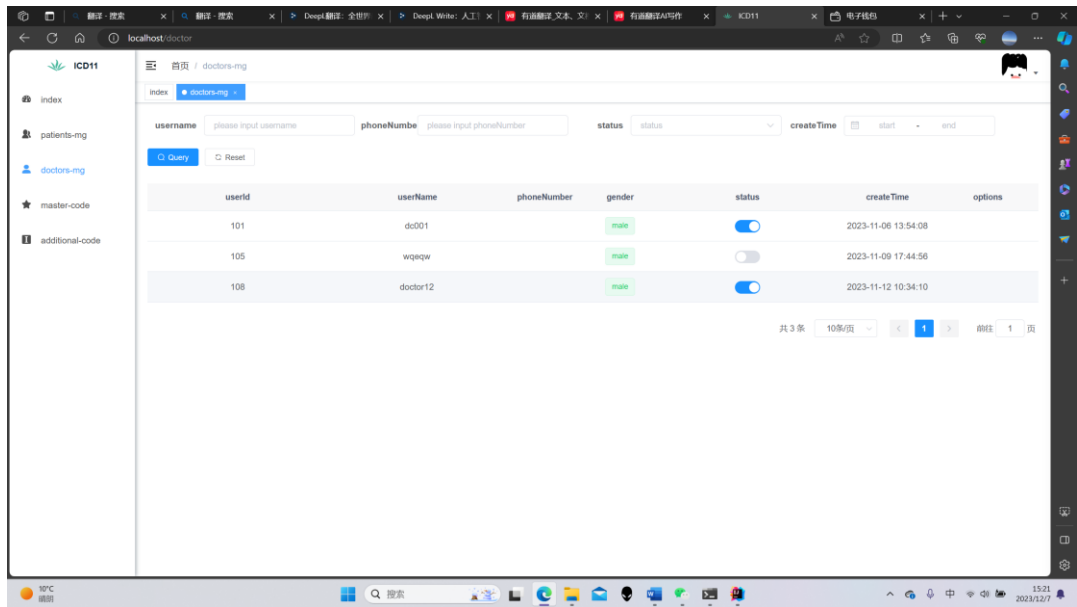 翻译 - 搜索
翻译 - 搜索
DeepL翻译：全世界
DeepL Write：人工
有道翻译_文本、文
有道翻译AI写作
ICD11
电子钱包
localhost/doctor
ICD11
首页 / doctors-mg
index
doctors-mg
index
patients-mg
doctors-mg
master-code
additional-code
username please input username phoneNumbe please input phoneNumber status status createTime start - end
Query Reset
userId userName phoneNumber gender status createTime options
101 dc001 male 2023-11-06 13:54:08
105 wqeqw male 2023-11-09 17:44:56
108 doctor12 male 2023-11-12 10:34:10
共 3 条 10条/页 1 前往 1 页
10°C
晴朗
搜索
中
15:21
2023/12/7